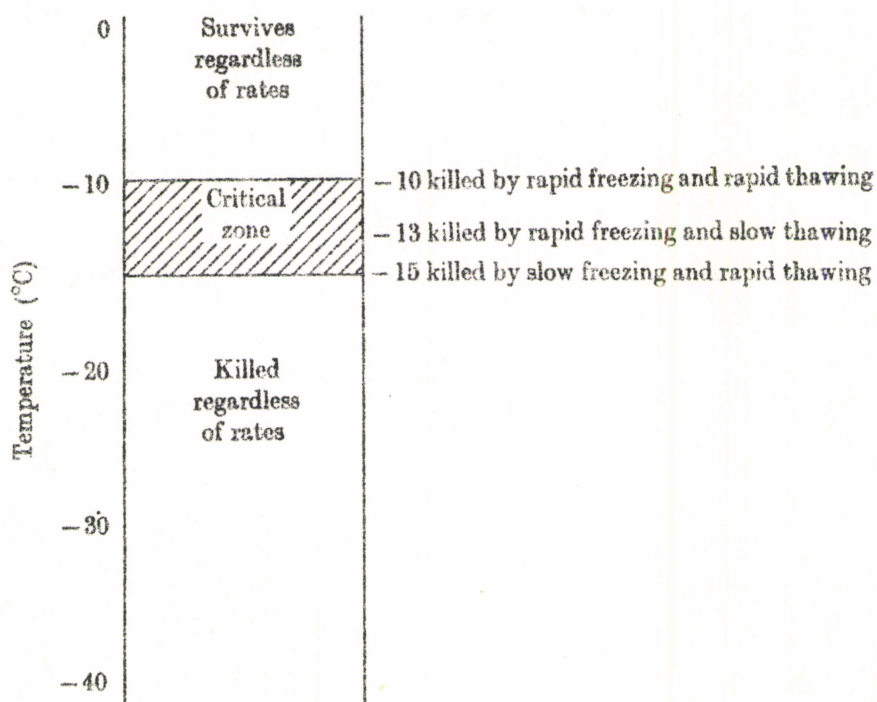 0
Survives
regardless
of rates
−10
Critical
zone
−10 killed by rapid freezing and rapid thawing
−13 killed by rapid freezing and slow thawing
−15 killed by slow freezing and rapid thawing
Temperature (°C)
−20
Killed
regardless
of rates
−30
−40